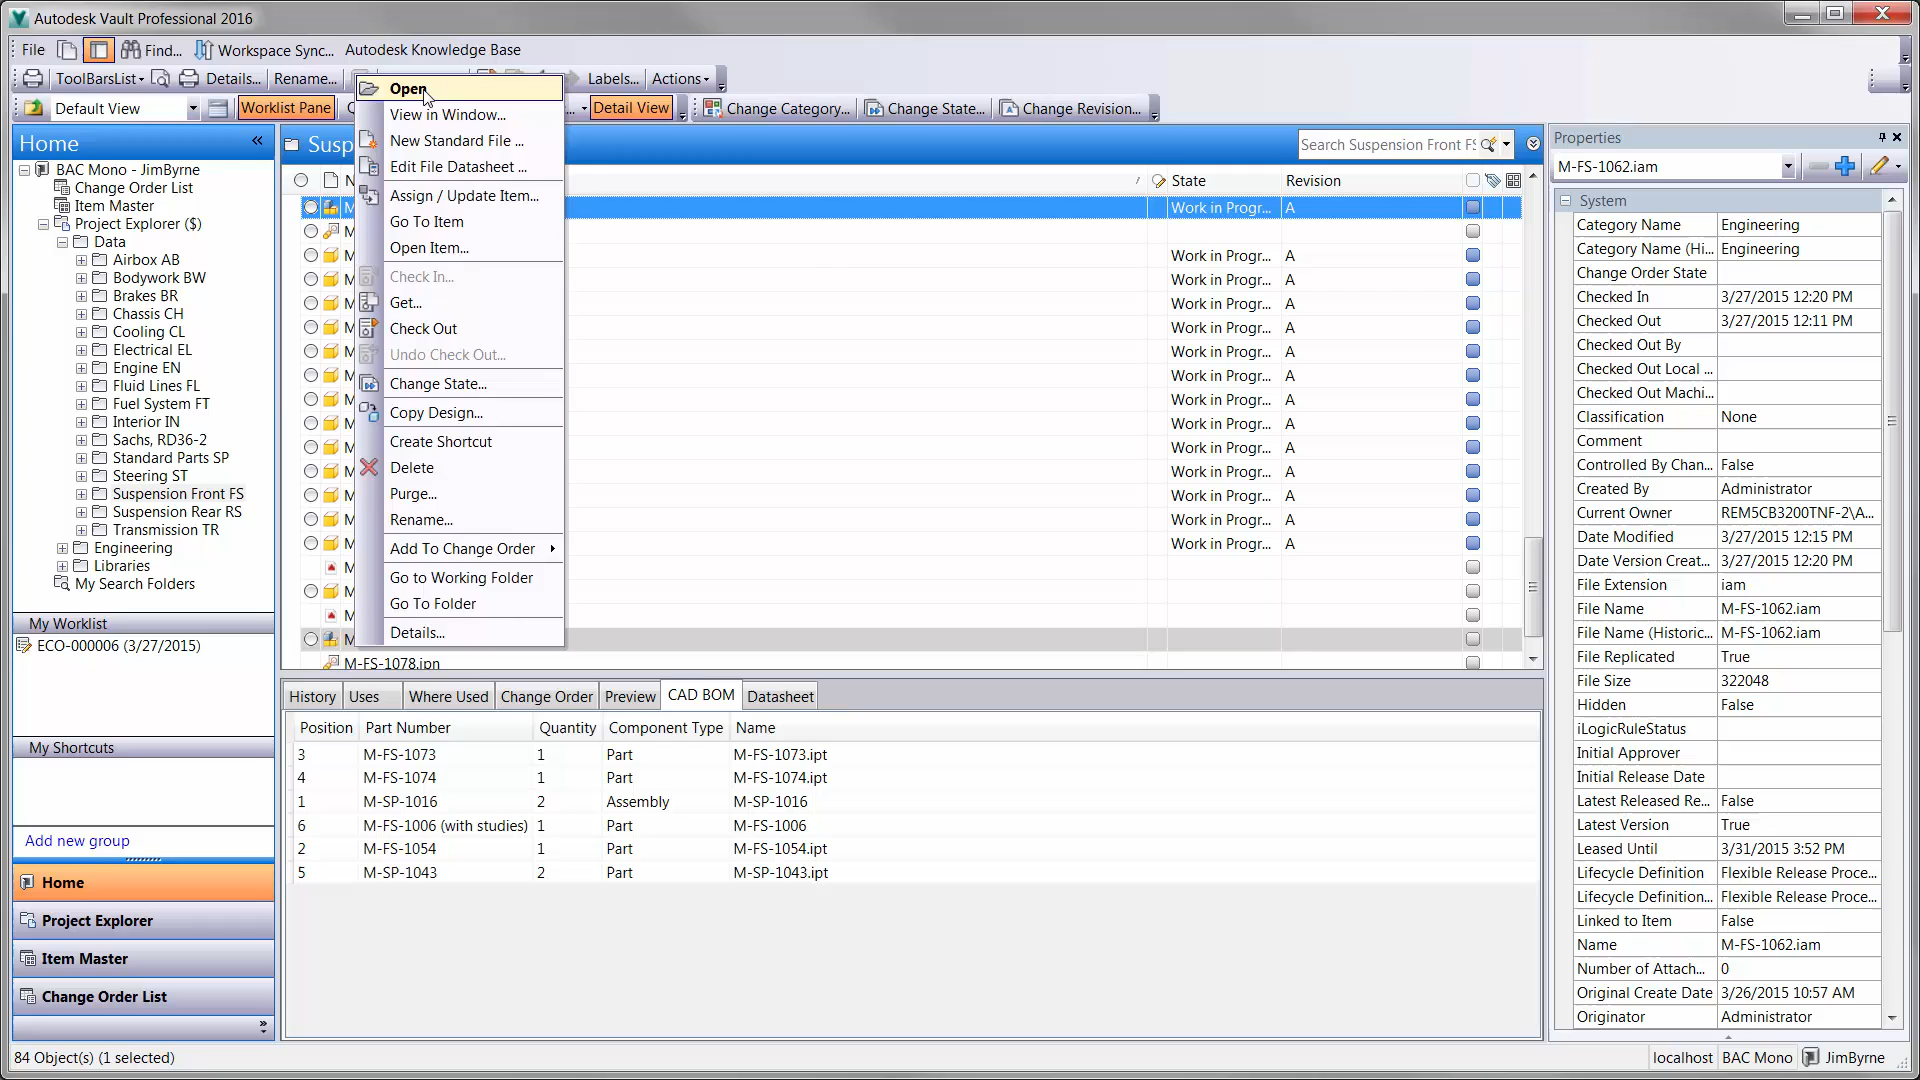 Autodesk Vault Professional 2016
File Find... Workspace Sync... Autodesk Knowledge Base
ToolBarsList Details... Rename... Labels... Actions
Default View Worklist Pane Detail View Change Category... Change State... Change Revision...
Home
BAC Mono - JimByrne
Change Order List
Item Master
Project Explorer ($)
Data
Airbox AB
Bodywork BW
Brakes BR
Chassis CH
Cooling CL
Electrical EL
Engine EN
Fluid Lines FL
Fuel System FT
Interior IN
Sachs, RD36-2
Standard Parts SP
Steering ST
Suspension Front FS
Suspension Rear RS
Transmission TR
Engineering
Libraries
My Search Folders
My Worklist
ECO-000006 (3/27/2015)
My Shortcuts
Add new group
Home
Project Explorer
Item Master
Change Order List
Open
View in Window...
New Standard File ...
Edit File Datasheet ...
Assign / Update Item...
Go To Item
Open Item...
Check In...
Get...
Check Out
Undo Check Out...
Change State...
Copy Design...
Create Shortcut
Delete
Purge...
Rename...
Add To Change Order
Go to Working Folder
Go To Folder
Details...
Search Suspension Front FS
State Revision
Work in Progr... A
Work in Progr... A
Work in Progr... A
Work in Progr... A
Work in Progr... A
Work in Progr... A
Work in Progr... A
Work in Progr... A
Work in Progr... A
Work in Progr... A
Work in Progr... A
Work in Progr... A
Work in Progr... A
Work in Progr... A
M-FS-1078.ipn
History Uses Where Used Change Order Preview CAD BOM Datasheet
Position Part Number Quantity Component Type Name
3 M-FS-1073 1 Part M-FS-1073.ipt
4 M-FS-1074 1 Part M-FS-1074.ipt
1 M-SP-1016 2 Assembly M-SP-1016
6 M-FS-1006 (with studies) 1 Part M-FS-1006
2 M-FS-1054 1 Part M-FS-1054.ipt
5 M-SP-1043 2 Part M-SP-1043.ipt
Properties
M-FS-1062.iam
System
Category Name Engineering
Category Name (Hi... Engineering
Change Order State
Checked In 3/27/2015 12:20 PM
Checked Out 3/27/2015 12:11 PM
Checked Out By
Checked Out Local ...
Checked Out Machi...
Classification None
Comment
Controlled By Chan... False
Created By Administrator
Current Owner REM5CB3200TNF-2\A...
Date Modified 3/27/2015 12:15 PM
Date Version Creat... 3/27/2015 12:20 PM
File Extension iam
File Name M-FS-1062.iam
File Name (Historic... M-FS-1062.iam
File Replicated True
File Size 322048
Hidden False
iLogicRuleStatus
Initial Approver
Initial Release Date
Latest Released Re... False
Latest Version True
Leased Until 3/31/2015 3:52 PM
Lifecycle Definition Flexible Release Proce...
Lifecycle Definition... Flexible Release Proce...
Linked to Item False
Name M-FS-1062.iam
Number of Attach... 0
Original Create Date 3/26/2015 10:57 AM
Originator Administrator
84 Object(s) (1 selected) localhost BAC Mono JimByrne